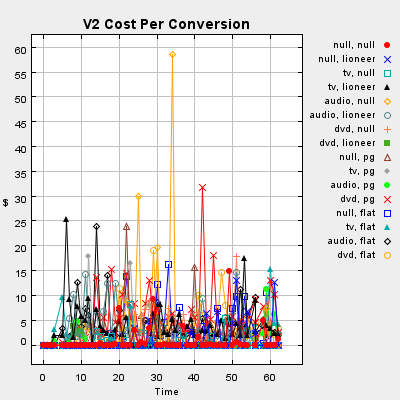 V2 Cost Per Conversion
60
55
50
45
40
35
30
25
20
15
10
5
0
$
0 10 20 30 40 50 60
Time
null, null
null, lioneer
tv, null
tv, lioneer
audio, null
audio, lioneer
dvd, null
dvd, lioneer
null, pg
tv, pg
audio, pg
dvd, pg
null, flat
tv, flat
audio, flat
dvd, flat